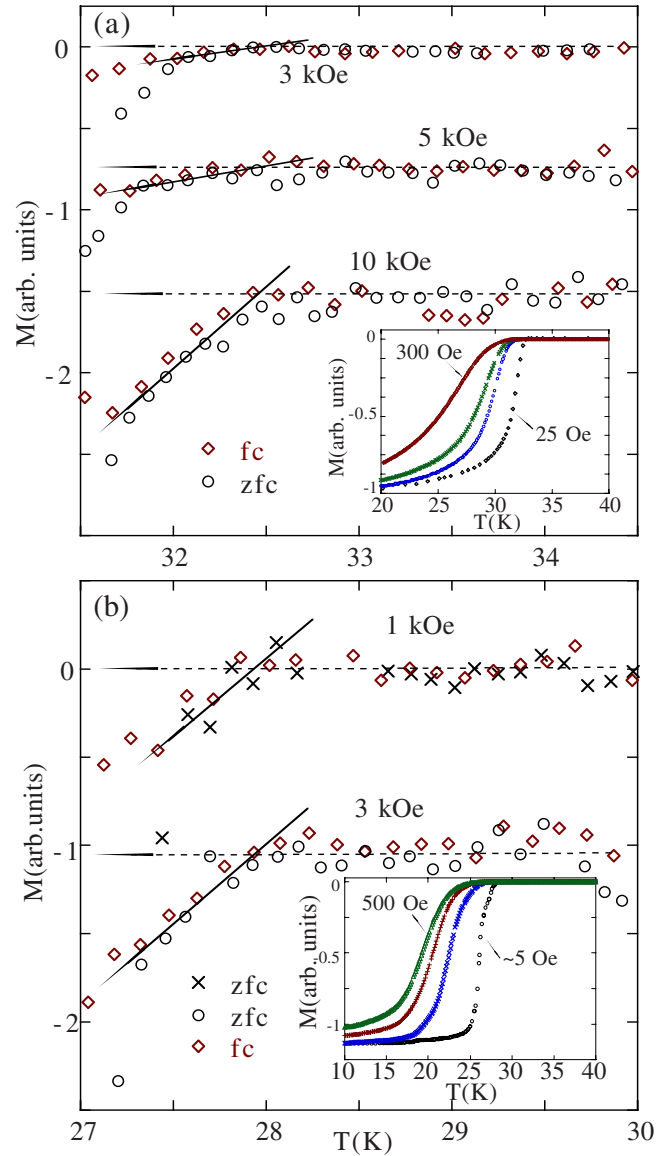 (a)
0
3 kOe
5 kOe
-1
10 kOe
M(arb. units)
-2
fc
zfc
0
300 Oe
-0.5
25 Oe
M(arb. units)
-1
20 25 30 35 40
T(K)
32 33 34
(b)
1 kOe
0
M(arb.units)
3 kOe
-1
0
500 Oe
-0.5
~5 Oe
M(arb. units)
-1
10 15 20 25 30 35 40
T(K)
zfc
zfc
fc
-2
27 28 29 30
T(K)